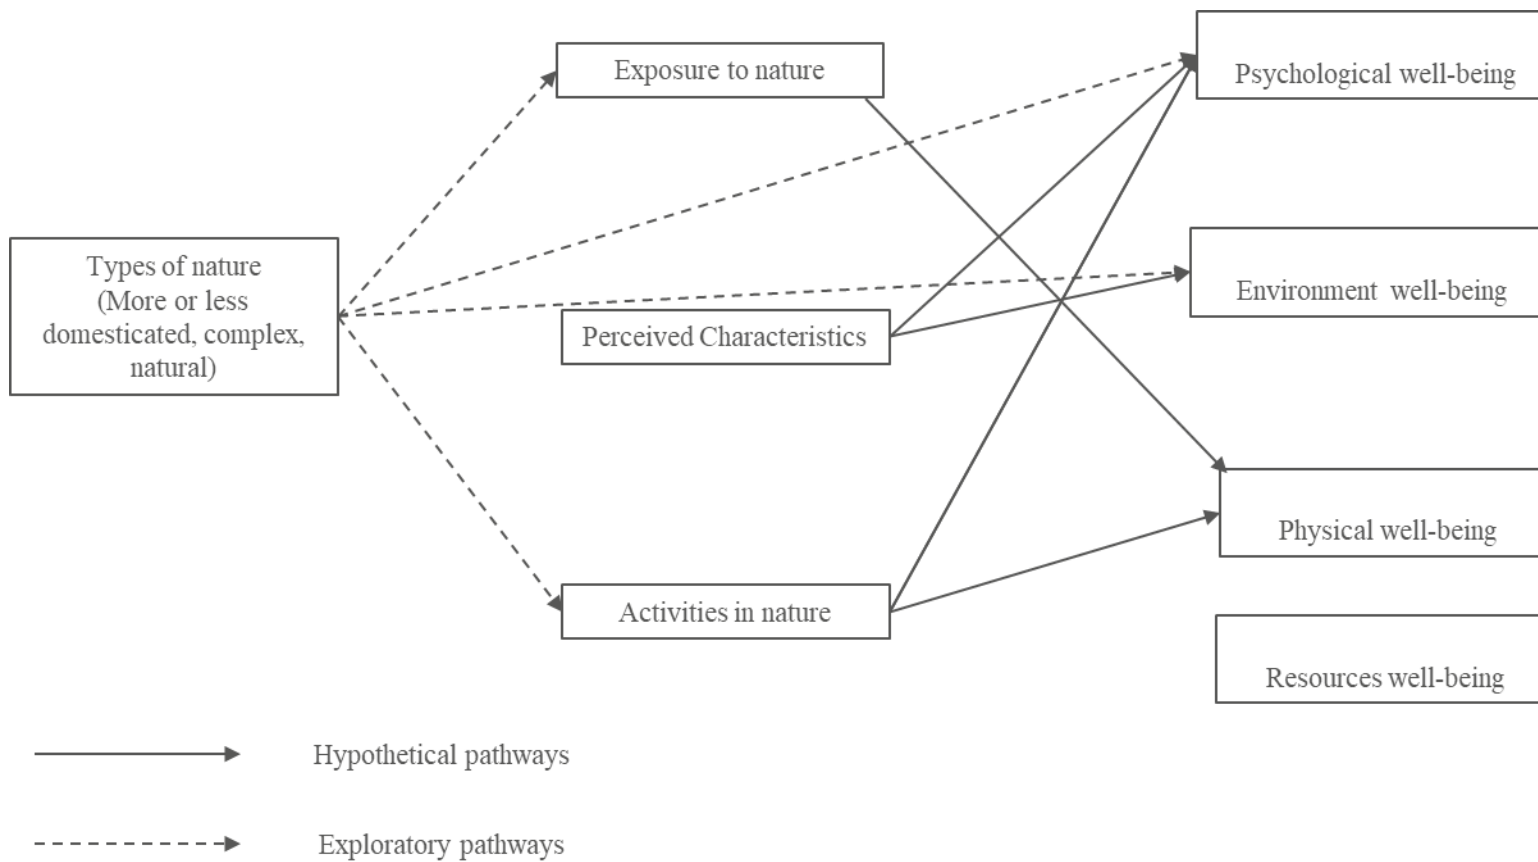 Exposure to nature
Psychological well-being
Types of nature
(More or less
domesticated, complex,
natural)
Perceived Characteristics
Environment well-being
Physical well-being
Activities in nature
Resources well-being
Hypothetical pathways
Exploratory pathways